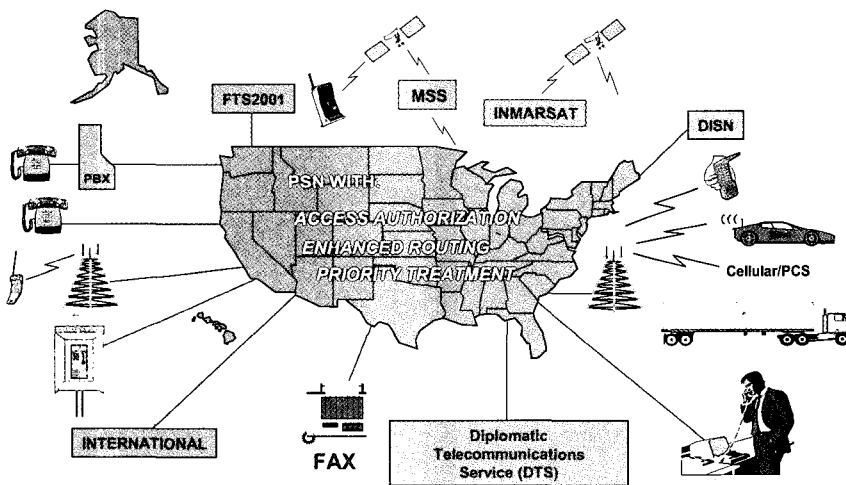 FTS2001
MSS
INMARSAT
DISN
PBX
PSN WITH:
ACCESS AUTHORIZATION
ENHANCED ROUTING
PRIORITY TREATMENT
Cellular/PCS
INTERNATIONAL
FAX
Diplomatic
Telecommunications
Service (DTS)